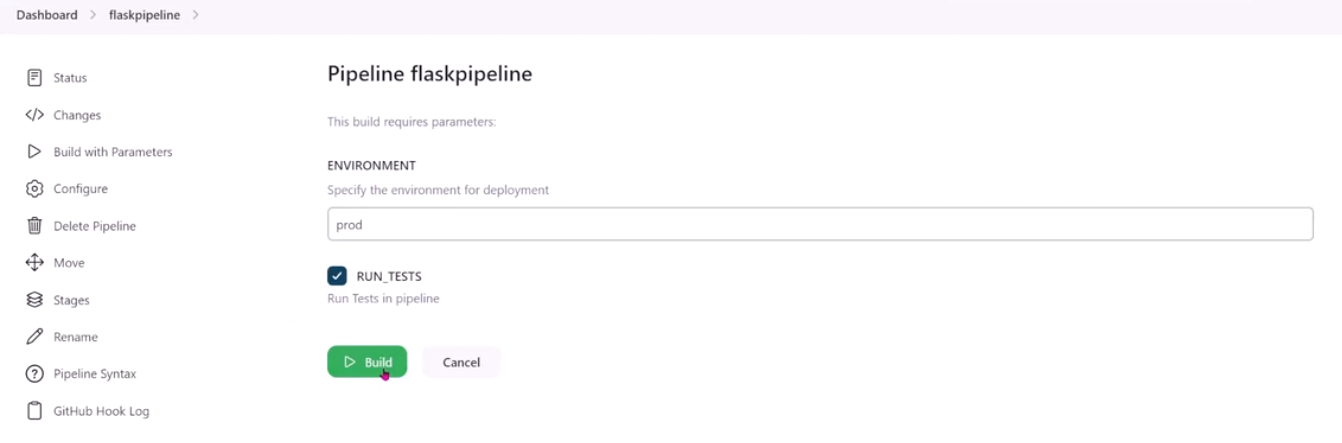 Dashboard > flaskpipeline >
Status
Changes
Build with Parameters
Configure
Delete Pipeline
Move
Stages
Rename
Pipeline Syntax
GitHub Hook Log
Pipeline flaskpipeline
This build requires parameters:
ENVIRONMENT
Specify the environment for deployment
prod
RUN_TESTS
Run Tests in pipeline
Build
Cancel